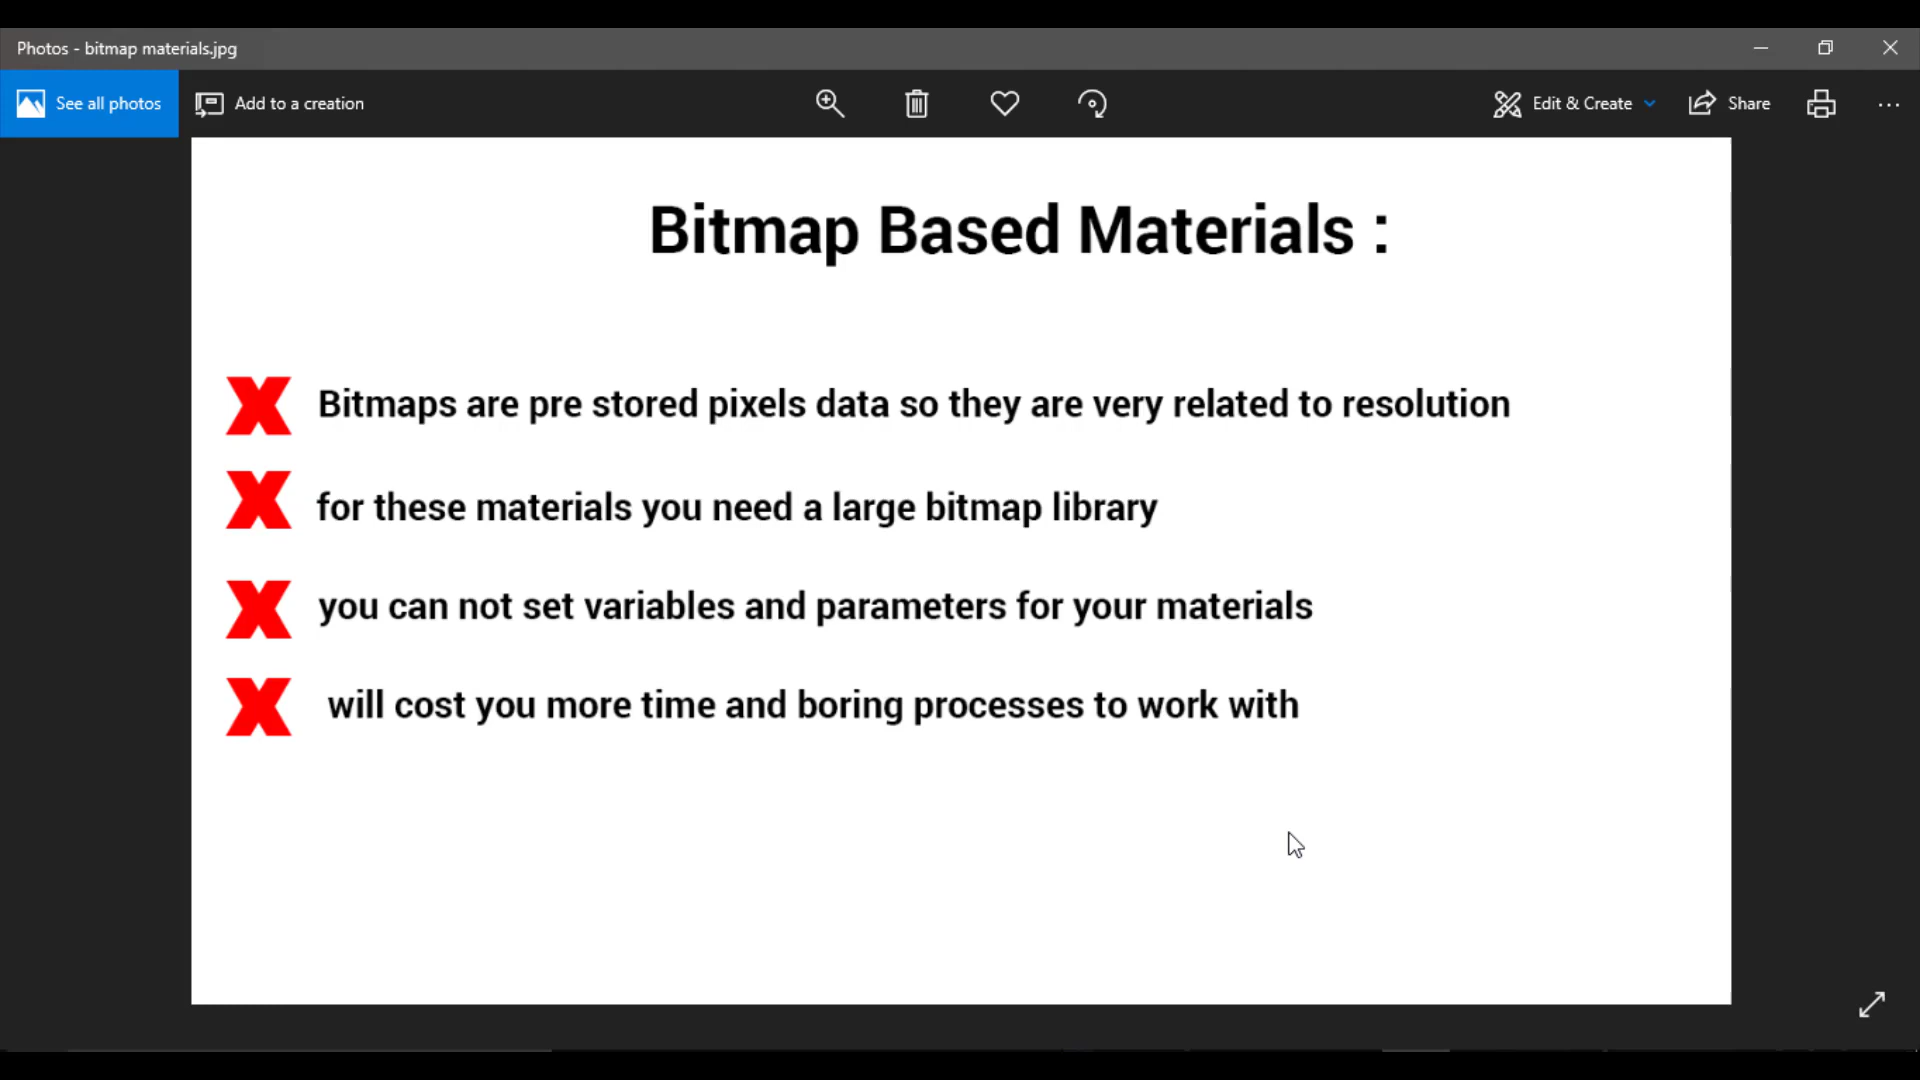 Photos - bitmap materials.jpg
See all photos
Add to a creation
Edit & Create
Share
Bitmap Based Materials :
X Bitmaps are pre stored pixels data so they are very related to resolution
X for these materials you need a large bitmap library
X you can not set variables and parameters for your materials
X will cost you more time and boring processes to work with